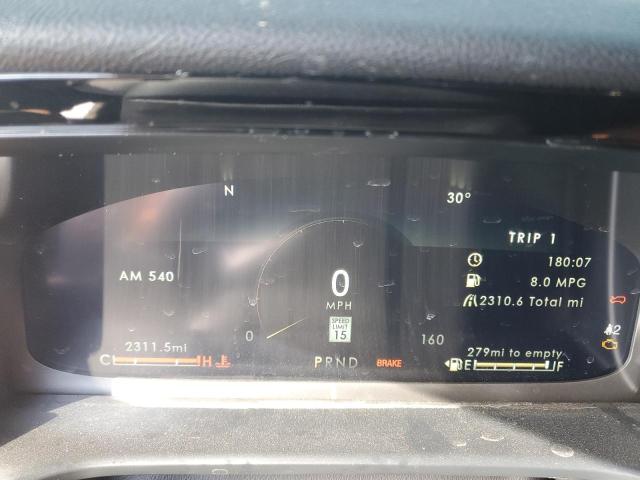 N
30°
TRIP 1
180:07
8.0 MPG
2310.6 Total mi
AM 540
0
MPH
SPEED
LIMIT
15
0
160
2
2311.5mi
C H
PRND
BRAKE
279mi to empty
E F